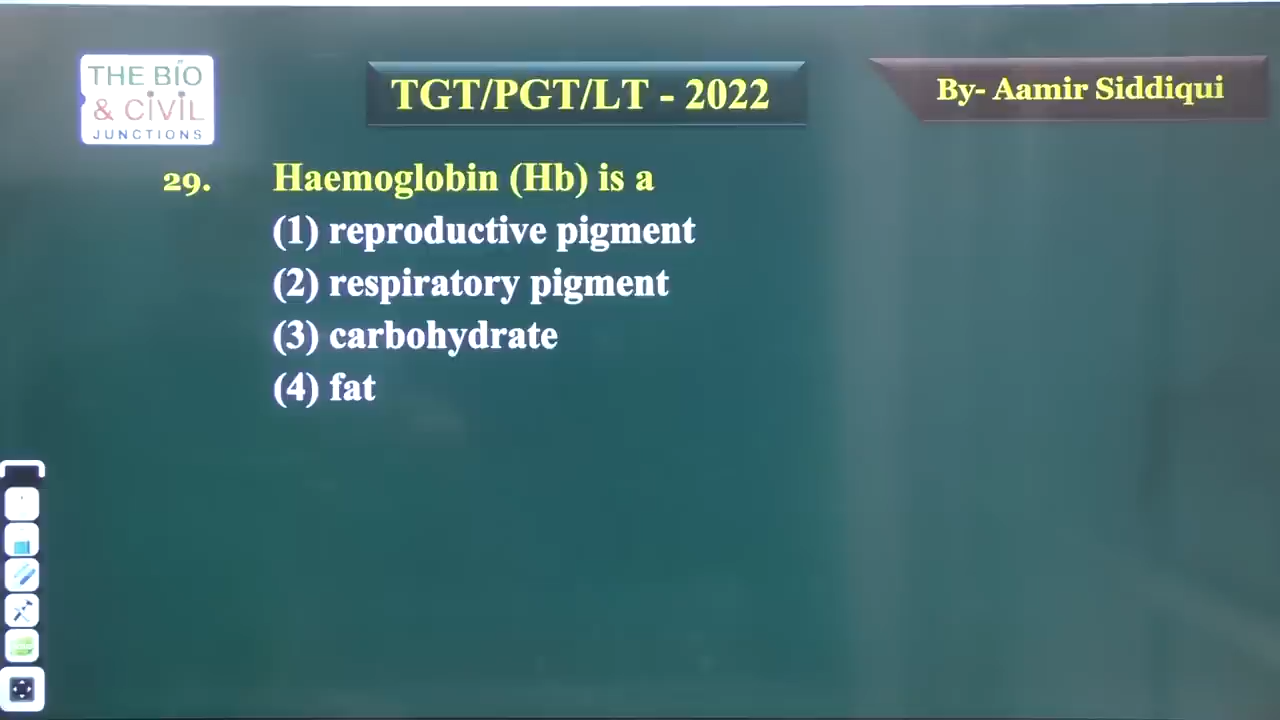 THE BIO
& CIVIL
JUNCTIONS
TGT/PGT/LT - 2022
By- Aamir Siddiqui
29. Haemoglobin (Hb) is a
(1) reproductive pigment
(2) respiratory pigment
(3) carbohydrate
(4) fat